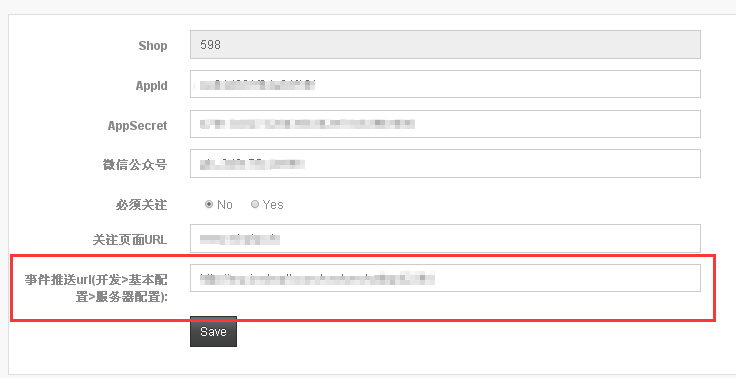 Shop 598
AppId
AppSecret
微信公众号
必须关注 No Yes
关注页面URL
事件推送url(开发>基本配
置>服务器配置):
Save